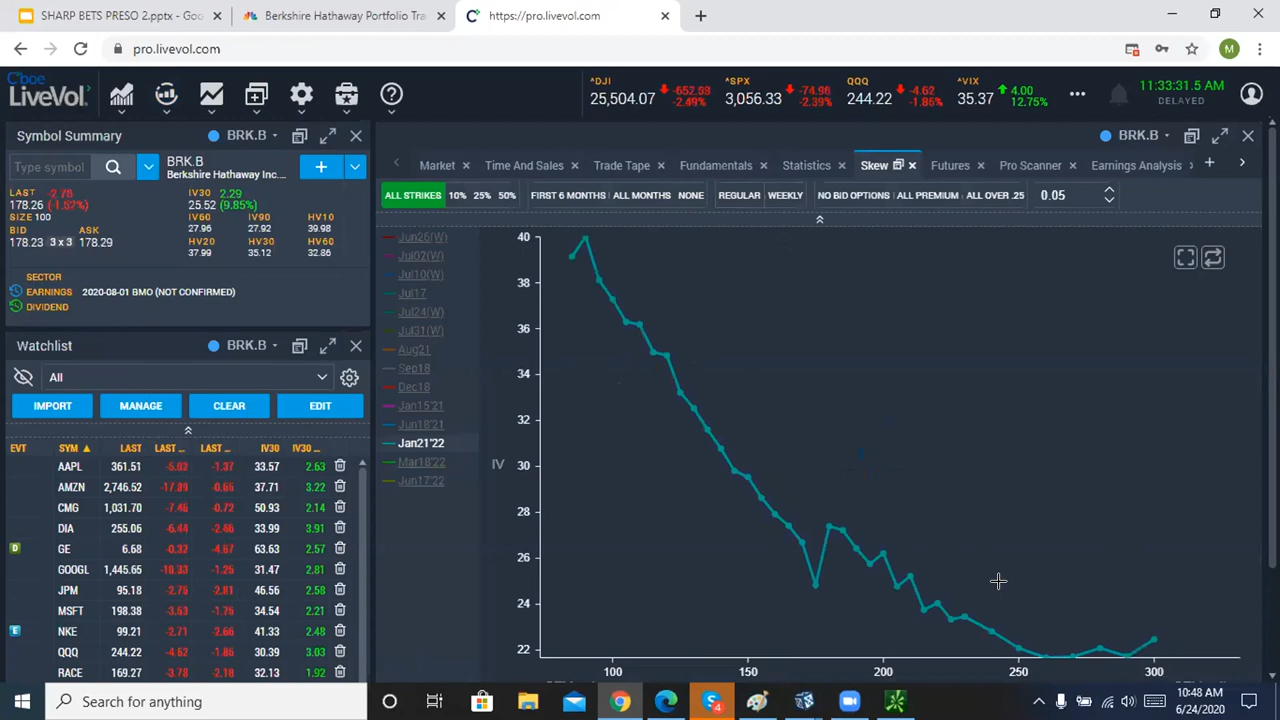 SHARP BETS PRESO 2.pptx - Goo
Berkshire Hathaway Portfolio Tra
https://pro.livevol.com
pro.livevol.com
M
Cboe
LiveVol
^DJI
25,504.07
-652.08
-2.49%
^SPX
3,056.33
-74.96
-2.39%
QQQ
244.22
-4.62
-1.86%
^VIX
35.37
4.00
12.75%
11:33:31.5 AM
DELAYED
Symbol Summary
BRK.B
Type symbol
BRK.B
Berkshire Hathaway Inc....
LAST
-2.75
178.26
(-1.52%)
SIZE 100
BID
ASK
178.23
3 x 3
178.29
IV30
2.29
25.52
(9.85%)
IV60
IV90
HV10
27.96
27.92
39.98
HV20
HV30
HV60
37.99
35.12
32.86
SECTOR
EARNINGS
2020-08-01 BMO (NOT CONFIRMED)
DIVIDEND
Watchlist
BRK.B
All
IMPORT
MANAGE
CLEAR
EDIT
EVT SYM LAST LAST ... LAST ... IV30 IV30 ...
AAPL 361.51 -5.02 -1.37 33.57 2.63
AMZN 2,746.52 37.71 3.22
CMG 1,031.70 -7.46 -0.72 50.93 2.14
DIA 255.06 -6.44 33.99 3.91
D GE 6.68 -0.32 -4.57 63.63 2.57
GOOGL 1,445.65 -1.25 31.47 2.81
JPM 95.18 -2.75 -2.81 56.46 2.58
MSFT 198.38 -3.53 34.54 2.21
E NKE 99.21 -2.71 -2.66 41.33 2.48
QQQ 244.22 -4.62 -1.86 30.39 3.03
RACE 169.27 -3.78 -2.18 32.13 1.92
BRK.B
Market
Time And Sales
Trade Tape
Fundamentals
Statistics
Skew
Futures
Pro Scanner
Earnings Analysis
ALL STRIKES 10% 25% 50%
FIRST 6 MONTHS ALL MONTHS NONE
REGULAR WEEKLY
NO BID OPTIONS ALL PREMIUM ALL OVER .25
0.05
Jun26(W)
Jul02(W)
Jul10(W)
Jul17
Jul24(W)
Jul31(W)
Aug21
Sep18
Dec18
Jan15'21
Jun18'21
Jan21'22
Mar18'22
Jun17'22
IV
40
38
36
34
32
30
28
26
24
22
100
150
200
250
300
Search for anything
4
10:48 AM
6/24/2020